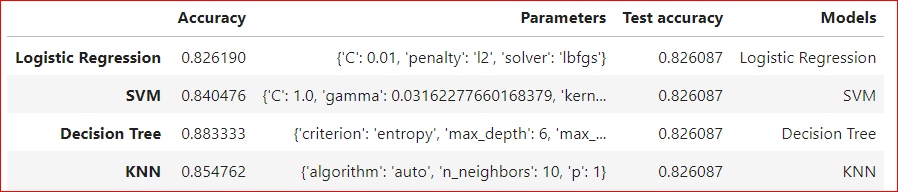 Accuracy Parameters Test accuracy Models
Logistic Regression 0.826190 {'C': 0.01, 'penalty': 'l2', 'solver': 'lbfgs'} 0.826087 Logistic Regression
SVM 0.840476 {'C': 1.0, 'gamma': 0.03162277660168379, 'kern... 0.826087 SVM
Decision Tree 0.883333 {'criterion': 'entropy', 'max_depth': 6, 'max_... 0.826087 Decision Tree
KNN 0.854762 {'algorithm': 'auto', 'n_neighbors': 10, 'p': 1} 0.826087 KNN